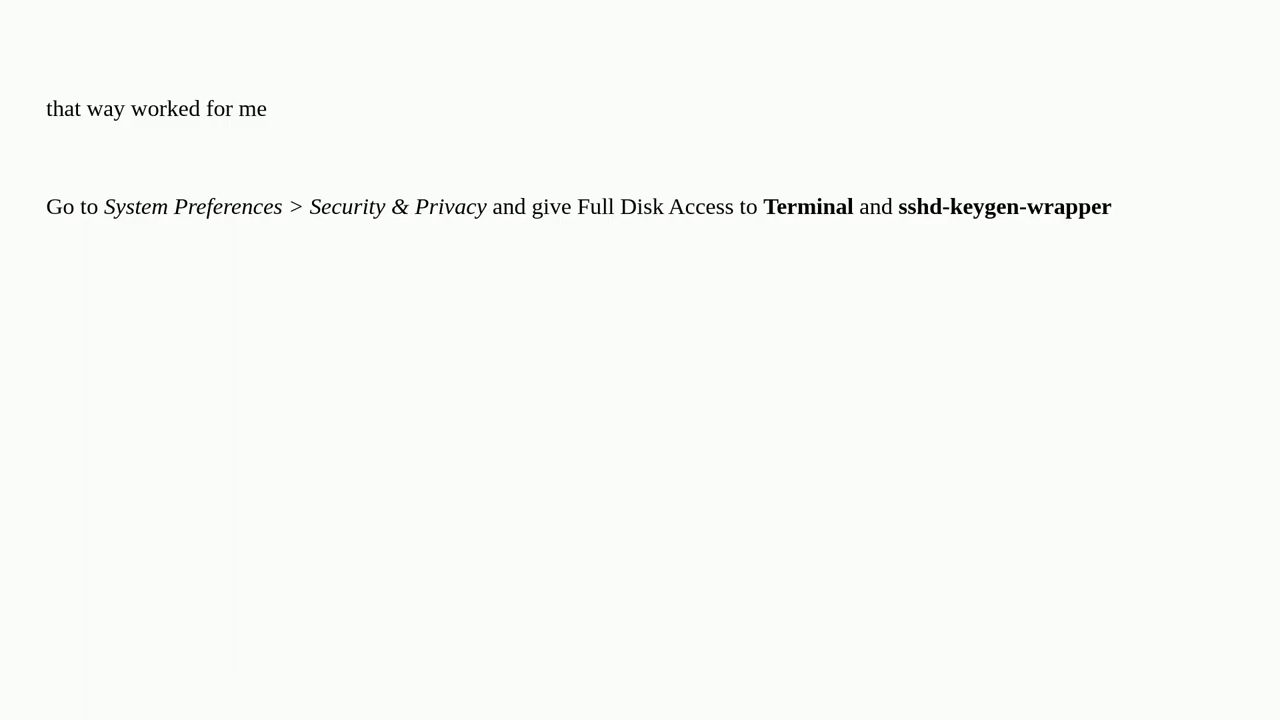 that way worked for me
Go to System Preferences > Security & Privacy and give Full Disk Access to Terminal and sshd-keygen-wrapper